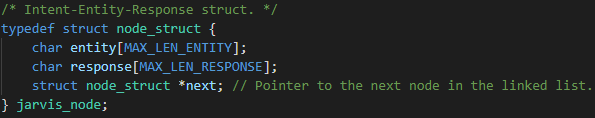 /* Intent-Entity-Response struct. */
typedef struct node_struct {
    char entity[MAX_LEN_ENTITY];
    char response[MAX_LEN_RESPONSE];
    struct node_struct *next; // Pointer to the next node in the linked list.
} jarvis_node;